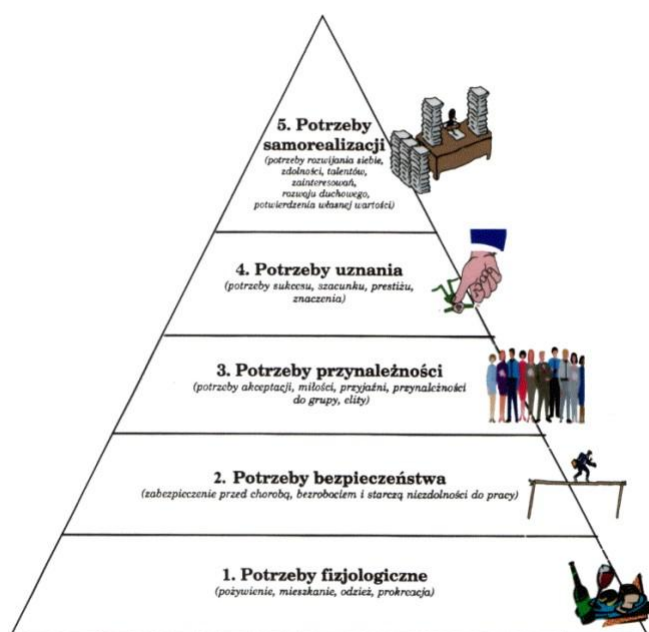 5. Potrzeby
samorealizacji
(potrzeby rozwijania siebie,
zdolności, talentów,
zainteresowań,
rozwoju duchowego,
potwierdzenia własnej wartości)
4. Potrzeby uznania
(potrzeby sukcesu, szacunku, prestiżu,
znaczenia)
3. Potrzeby przynależności
(potrzeby akceptacji, miłości, przyjaźni, przynależności
do grupy, elity)
2. Potrzeby bezpieczeństwa
(zabezpieczenie przed chorobą, bezrobociem i starczą niezdolności do pracy)
1. Potrzeby fizjologiczne
(pożywienie, mieszkanie, odzież, prokreacja)